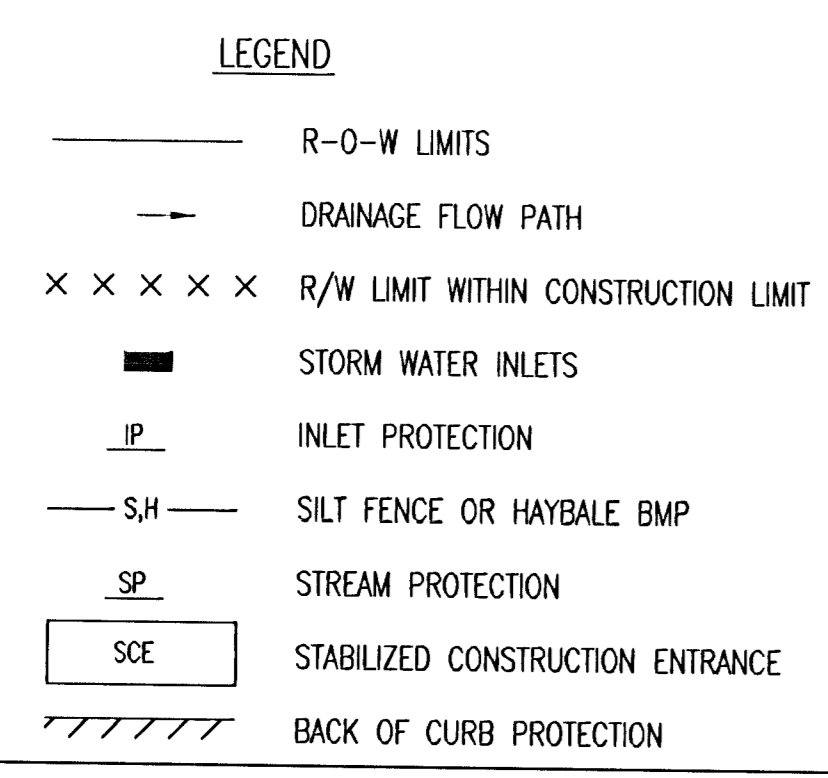 LEGEND
R-O-W LIMITS
DRAINAGE FLOW PATH
× × × × × R/W LIMIT WITHIN CONSTRUCTION LIMIT
STORM WATER INLETS
IP INLET PROTECTION
S,H SILT FENCE OR HAYBALE BMP
SP STREAM PROTECTION
SCE STABILIZED CONSTRUCTION ENTRANCE
BACK OF CURB PROTECTION